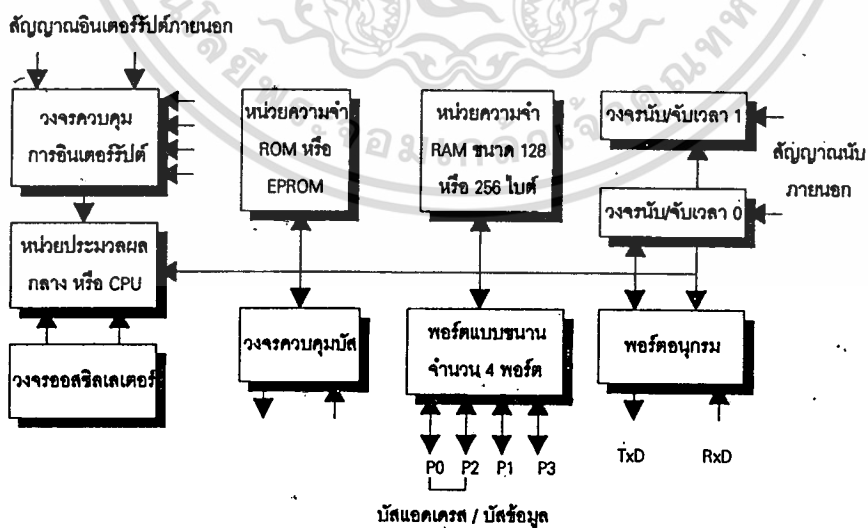 สัญญาณอินเตอร์รัปต์ภายนอก
วงจรควบคุม
การอินเตอร์รัปต์
หน่วยความจำ
ROM หรือ
EPROM
หน่วยความจำ
RAM ขนาด 128
หรือ 256 ไบต์
วงจรนับ/จับเวลา 1
สัญญาณนับ
ภายนอก
วงจรนับ/จับเวลา 0
หน่วยประมวลผล
กลาง หรือ CPU
วงจรออสซิลเลเตอร์
วงจรควบคุมบัส
พอร์ตแบบขนาน
จำนวน 4 พอร์ต
พอร์ตอนุกรม
P0 P2 P1 P3
TxD RxD
บัสแอดเดรส / บัสข้อมูล